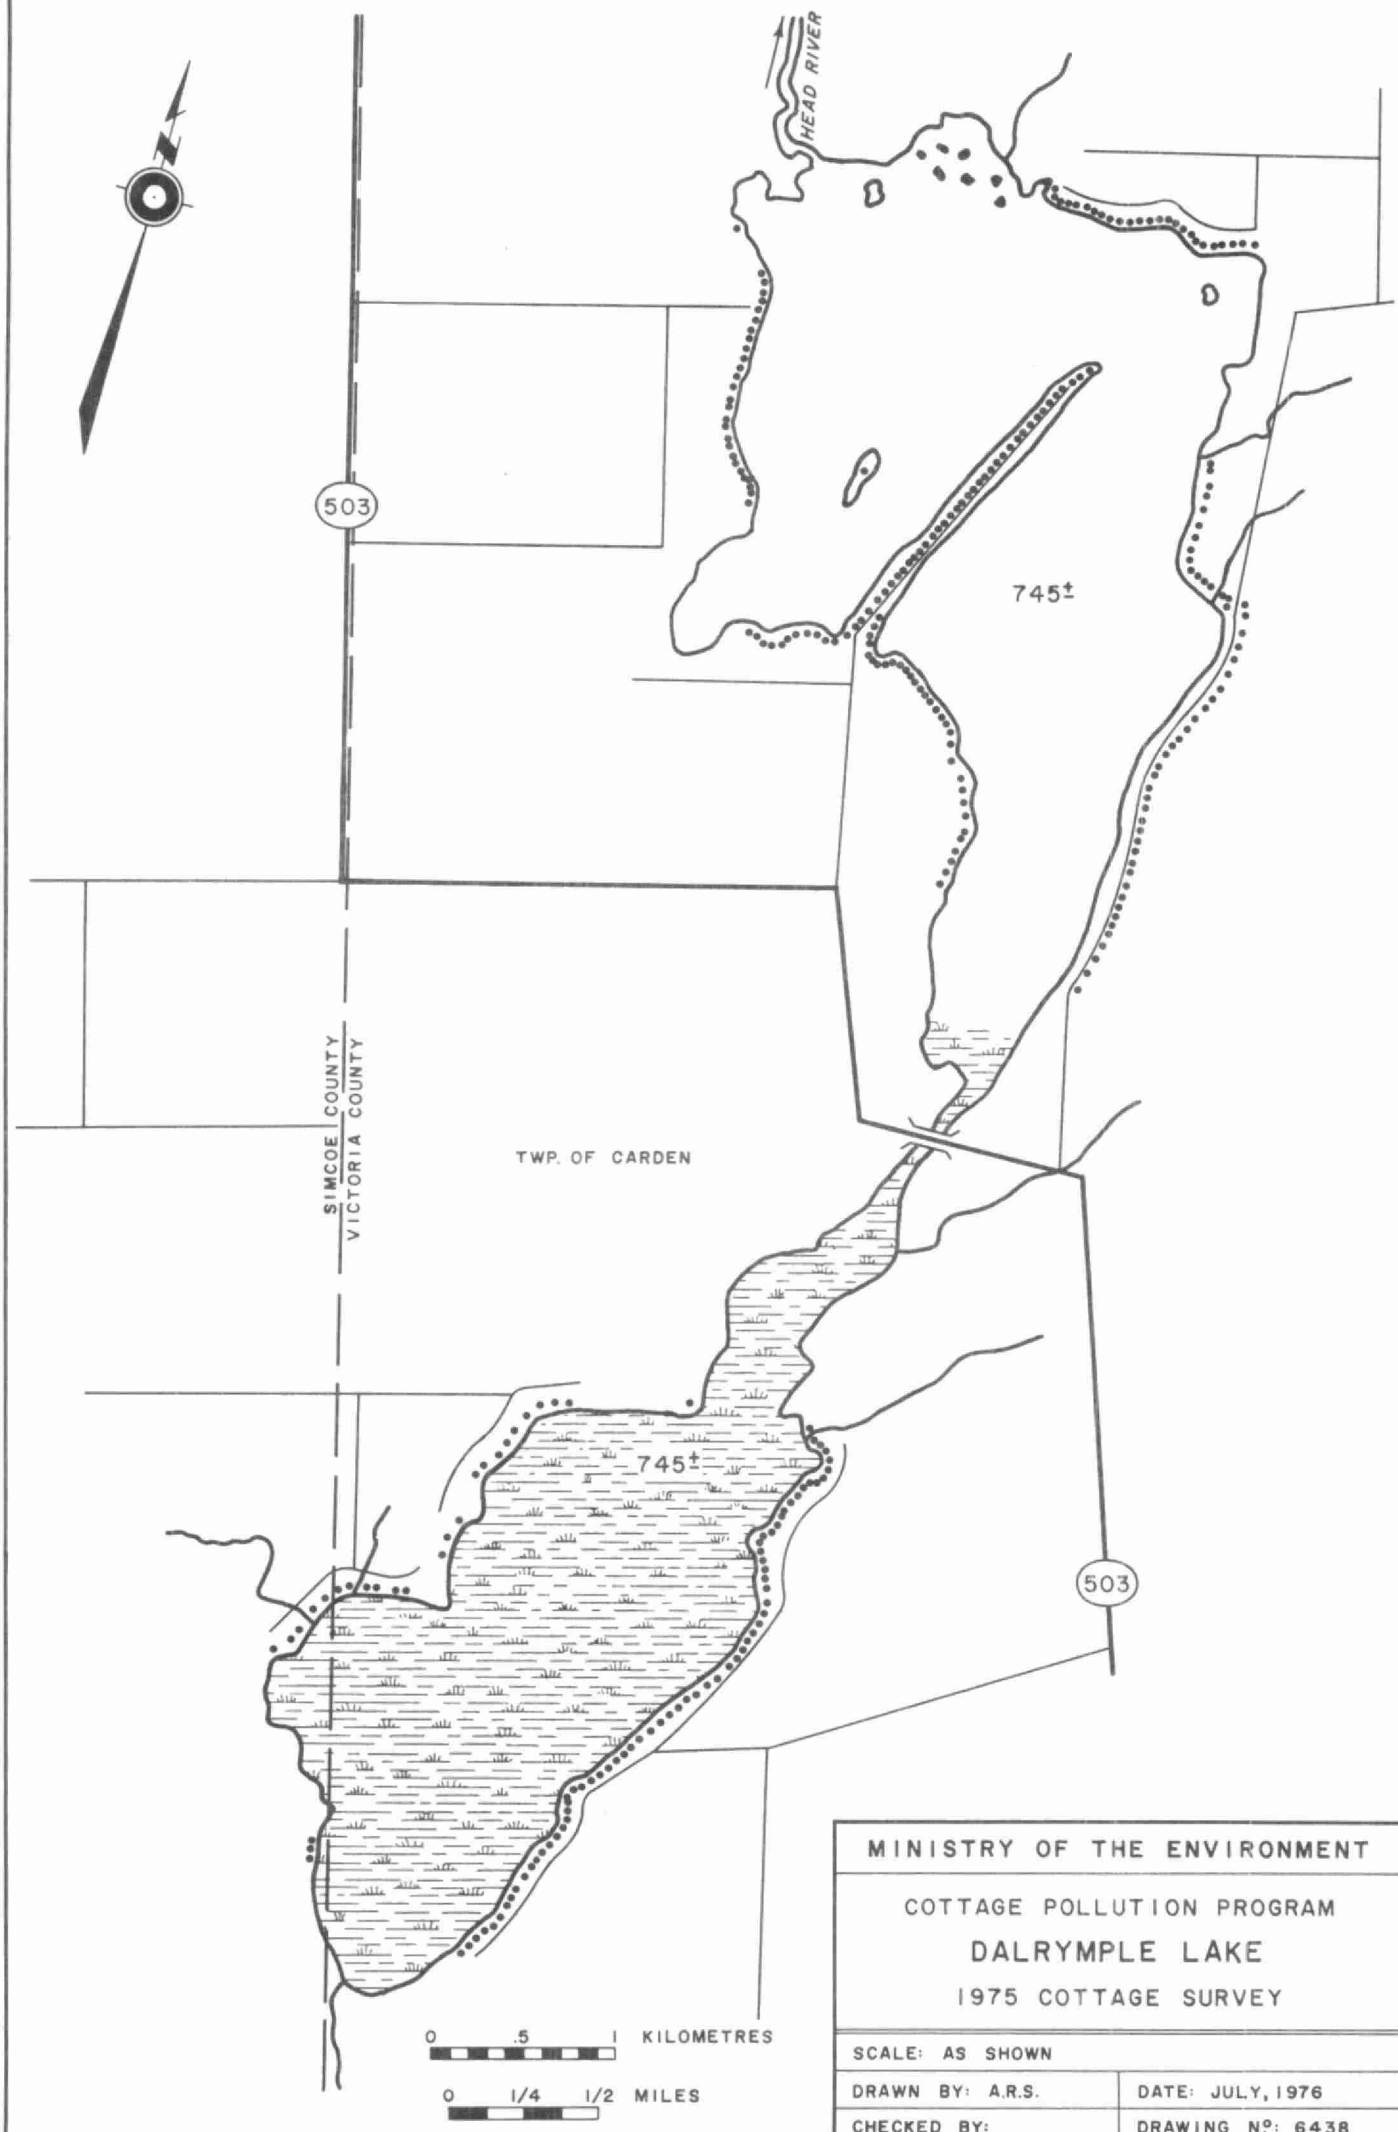 HEAD RIVER
503
745±
SIMCOE COUNTY
VICTORIA COUNTY
TWP. OF CARDEN
745±
503
0 .5 1 KILOMETRES
0 1/4 1/2 MILES
MINISTRY OF THE ENVIRONMENT
COTTAGE POLLUTION PROGRAM
DALRYMPLE LAKE
1975 COTTAGE SURVEY
SCALE: AS SHOWN
DRAWN BY: A.R.S.
DATE: JULY, 1976
CHECKED BY:
DRAWING Nº: 6438